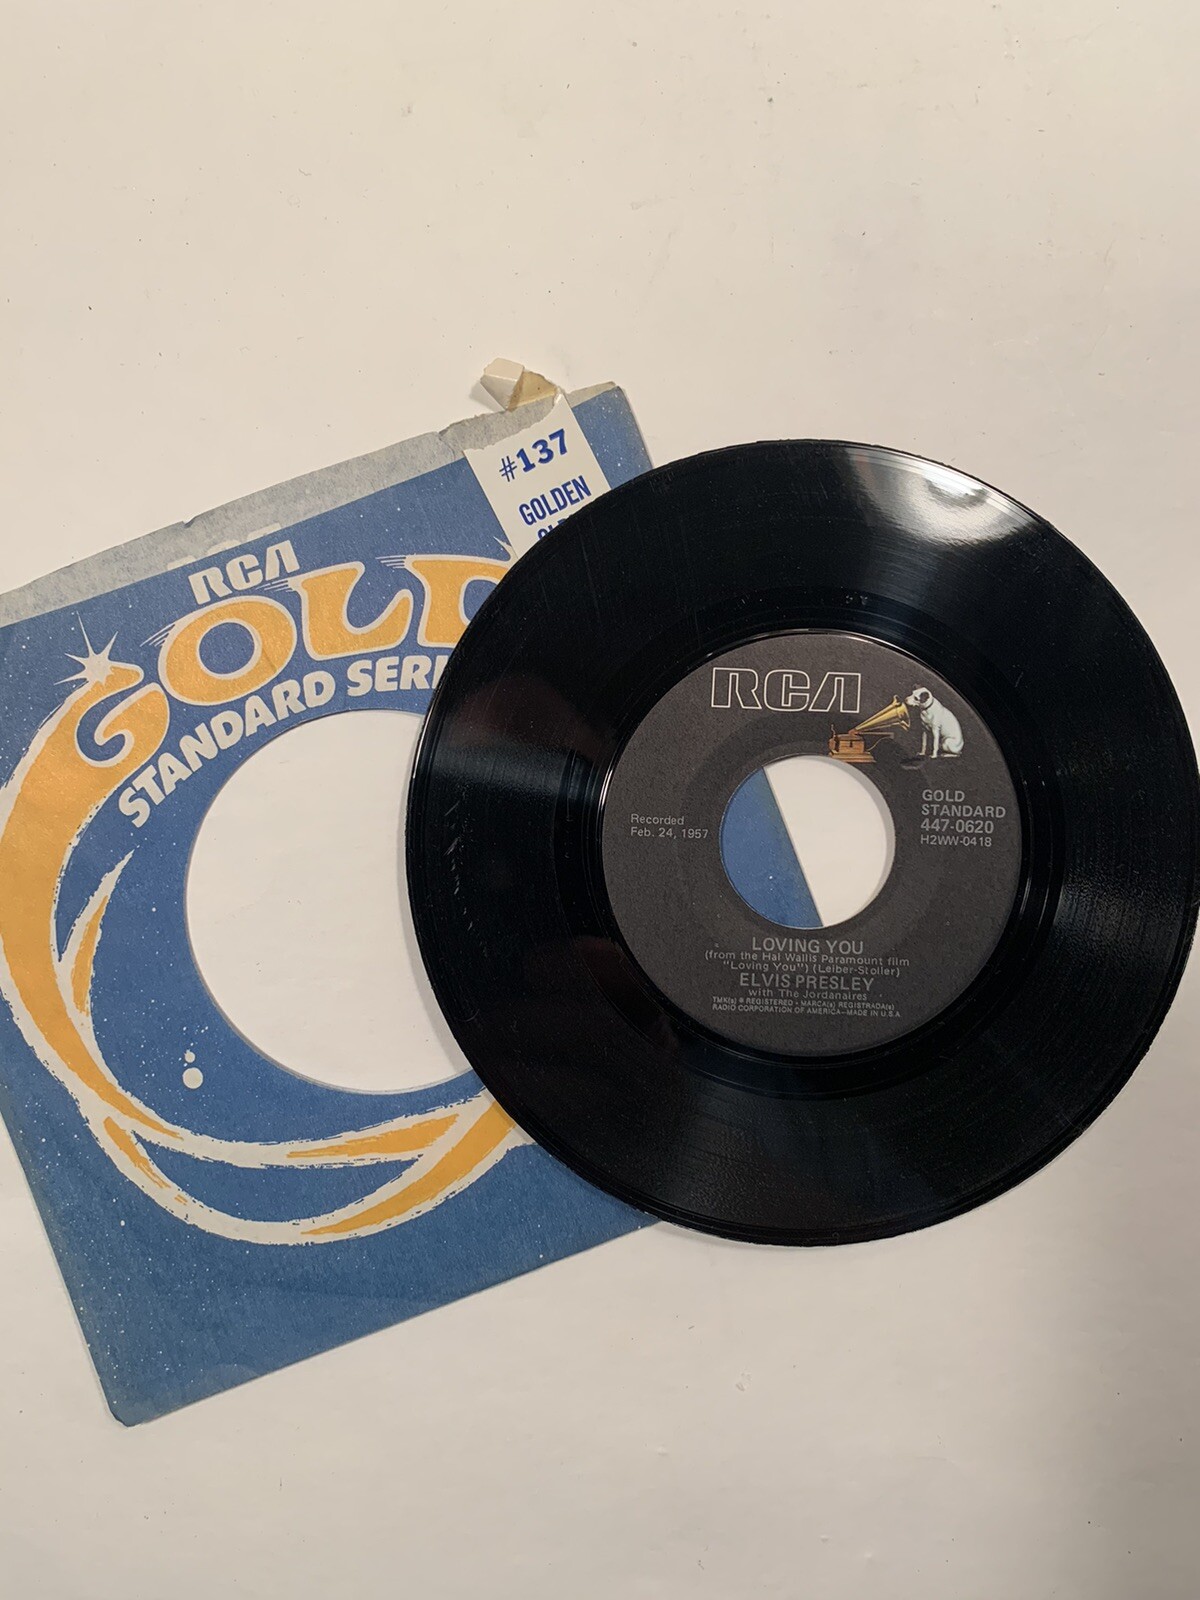 #137
GOLDEN
RCA
GOLD
STANDARD
RCA
GOLD
STANDARD
447-0620
H2WW-0418
Recorded
Feb. 24, 1957
LOVING YOU
(from the Hal Wallis Paramount film
"Loving You") (Leiber-Stoller)
ELVIS PRESLEY
with The Jordanaires
TMK(s) ® REGISTERED • MARCA(s) REGISTRADA(s)
RADIO CORPORATION OF AMERICA—MADE IN U.S.A.